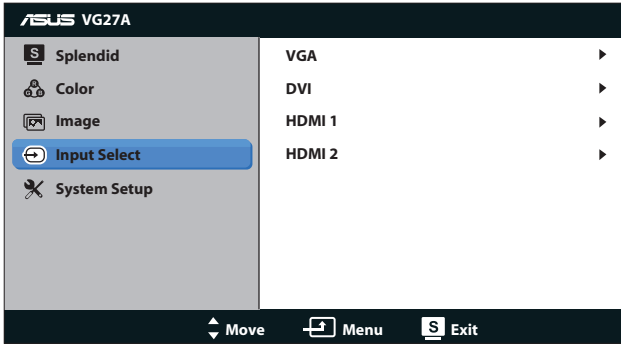 ASUS VG27A
S Splendid
Color
Image
Input Select
System Setup
VGA
DVI
HDMI 1
HDMI 2
Move Menu S Exit